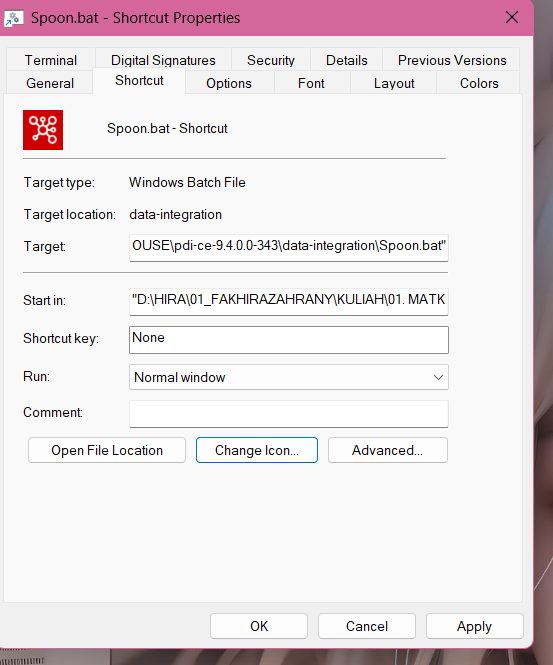 Spoon.bat - Shortcut Properties
Terminal Digital Signatures Security Details Previous Versions
General Shortcut Options Font Layout Colors
Spoon.bat - Shortcut
Target type: Windows Batch File
Target location: data-integration
Target: OUSE\pdi-ce-9.4.0.0-343\data-integration\Spoon.bat"
Start in: "D:\HIRA\01_FAKHIRAZAHRANY\KULIAH\01. MATK
Shortcut key: None
Run: Normal window
Comment:
Open File Location Change Icon... Advanced...
OK Cancel Apply